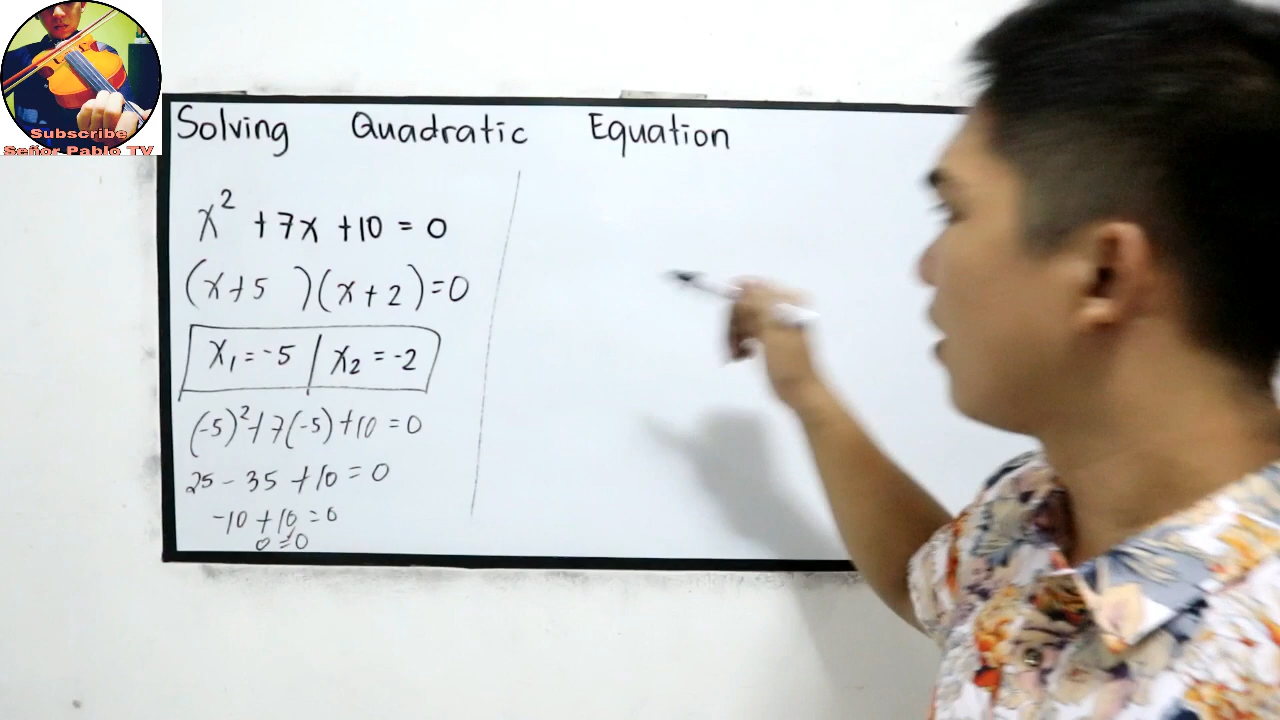 Subscribe
Señor Pablo TV
Solving Quadratic Equation
x² + 7x + 10 = 0
(x+5 )(x+2)=0
x₁ = -5 | x₂ = -2
(-5)²+7(-5)+10=0
25 - 35 +10=0
-10 +10=0
0=0